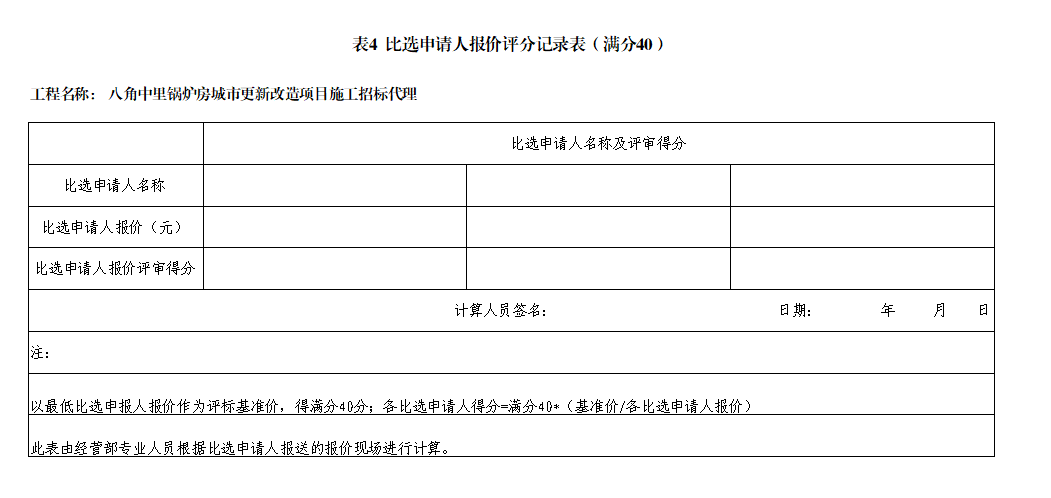 表4 比选申请人报价评分记录表（满分40）
工程名称： 八角中里锅炉房城市更新改造项目施工招标代理
比选申请人名称及评审得分
比选申请人名称
比选申请人报价（元）
比选申请人报价评审得分
计算人员签名： 日期： 年 月 日
注：
以最低比选申报人报价作为评标基准价，得满分40分；各比选申请人得分=满分40*（基准价/各比选申请人报价）
此表由经营部专业人员根据比选申请人报送的报价现场进行计算。